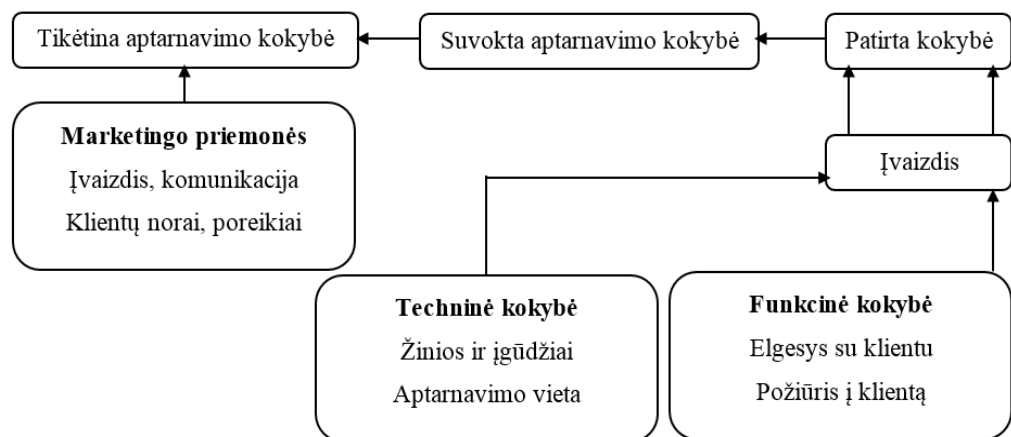 Tikėtina aptarnavimo kokybė
Suvokta aptarnavimo kokybė
Patirta kokybė
Marketingo priemonės
Įvaizdis, komunikacija
Klientų norai, poreikiai
Įvaizdis
Techninė kokybė
Žinios ir įgūdžiai
Aptarnavimo vieta
Funkcinė kokybė
Elgesys su klientu
Požiūris į klientą